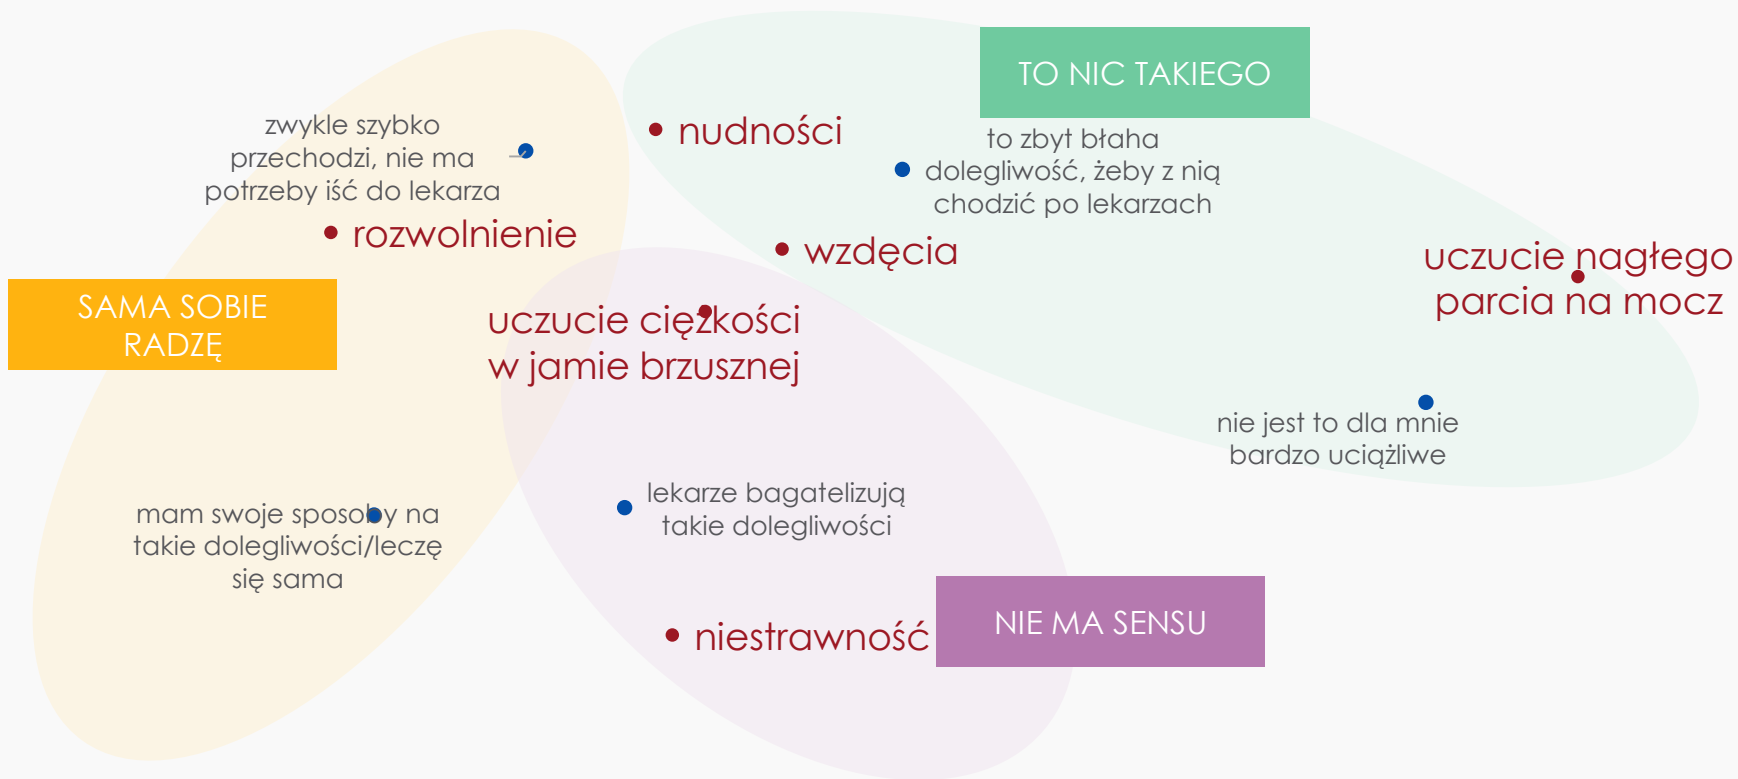 TO NIC TAKIEGO
zwykle szybko
przechodzi, nie ma
potrzeby iść do lekarza
nudności
to zbyt błaha
dolegliwość, żeby z nią
chodzić po lekarzach
rozwolnienie
wzdęcia
uczucie nagłego
parcia na mocz
SAMA SOBIE
RADZĘ
uczucie ciężkości
w jamie brzusznej
nie jest to dla mnie
bardzo uciążliwe
mam swoje sposoby na
takie dolegliwości/leczę
się sama
lekarze bagatelizują
takie dolegliwości
niestrawność
NIE MA SENSU